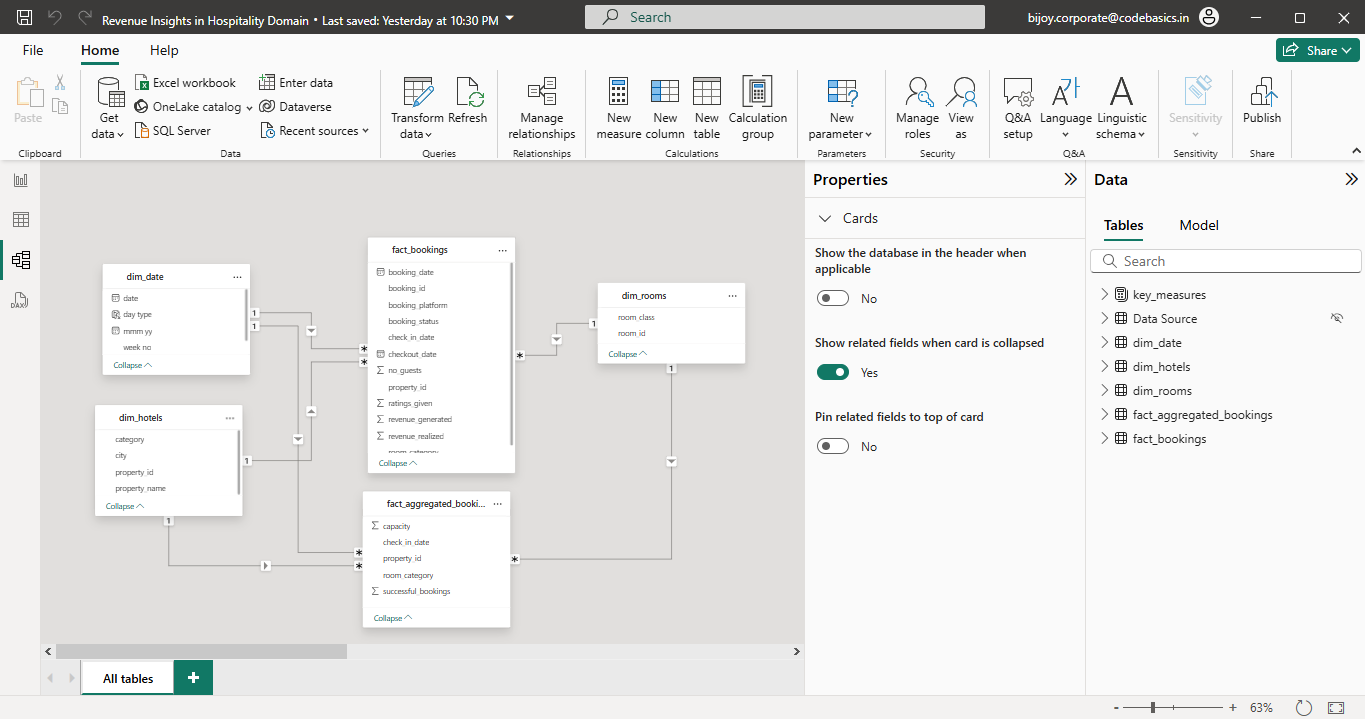 Revenue Insights in Hospitality Domain • Last saved: Yesterday at 10:30 PM
Search
bijoy.corporate@codebasics.in
File
Home
Help
Share
Paste
Get data
Excel workbook
OneLake catalog
SQL Server
Enter data
Dataverse
Recent sources
Transform data
Refresh
Manage relationships
New measure
New column
New table
Calculation group
New parameter
Manage roles
View as
Q&A setup
Language
Linguistic schema
Sensitivity
Publish
Clipboard
Data
Queries
Relationships
Calculations
Parameters
Security
Q&A
Sensitivity
Share
DAX
dim_date
date
day type
mmm yy
week no
Collapse
1
1
dim_hotels
category
city
property_id
property_name
Collapse
1
1
fact_bookings
booking_date
booking_id
booking_platform
booking_status
check_in_date
checkout_date
no_guests
property_id
ratings_given
revenue_generated
revenue_realized
room_category
Collapse
*
*
*
dim_rooms
room_class
room_id
Collapse
1
1
fact_aggregated_booki...
capacity
check_in_date
property_id
room_category
successful_bookings
Collapse
*
*
*
All tables
+
Properties
Cards
Show the database in the header when
applicable
No
Show related fields when card is collapsed
Yes
Pin related fields to top of card
No
Data
Tables
Model
Search
key_measures
Data Source
dim_date
dim_hotels
dim_rooms
fact_aggregated_bookings
fact_bookings
- + 63%